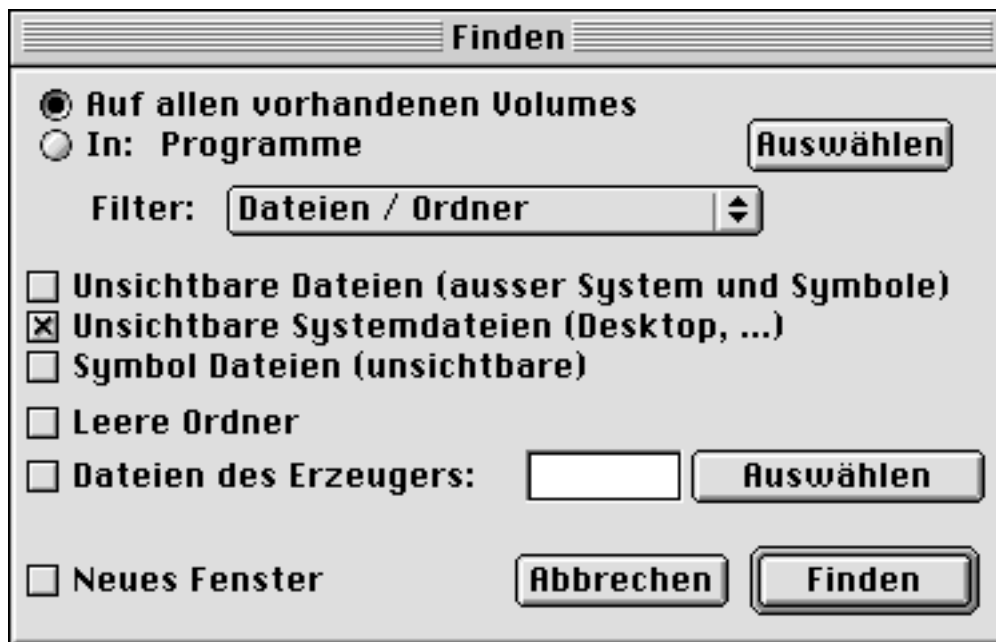 Finden
Auf allen vorhandenen Volumes
In: Programme
Auswählen
Filter: Dateien / Ordner
Unsichtbare Dateien (ausser System und Symbole)
Unsichtbare Systemdateien (Desktop, ...)
Symbol Dateien (unsichtbare)
Leere Ordner
Dateien des Erzeugers: Auswählen
Neues Fenster Abbrechen Finden